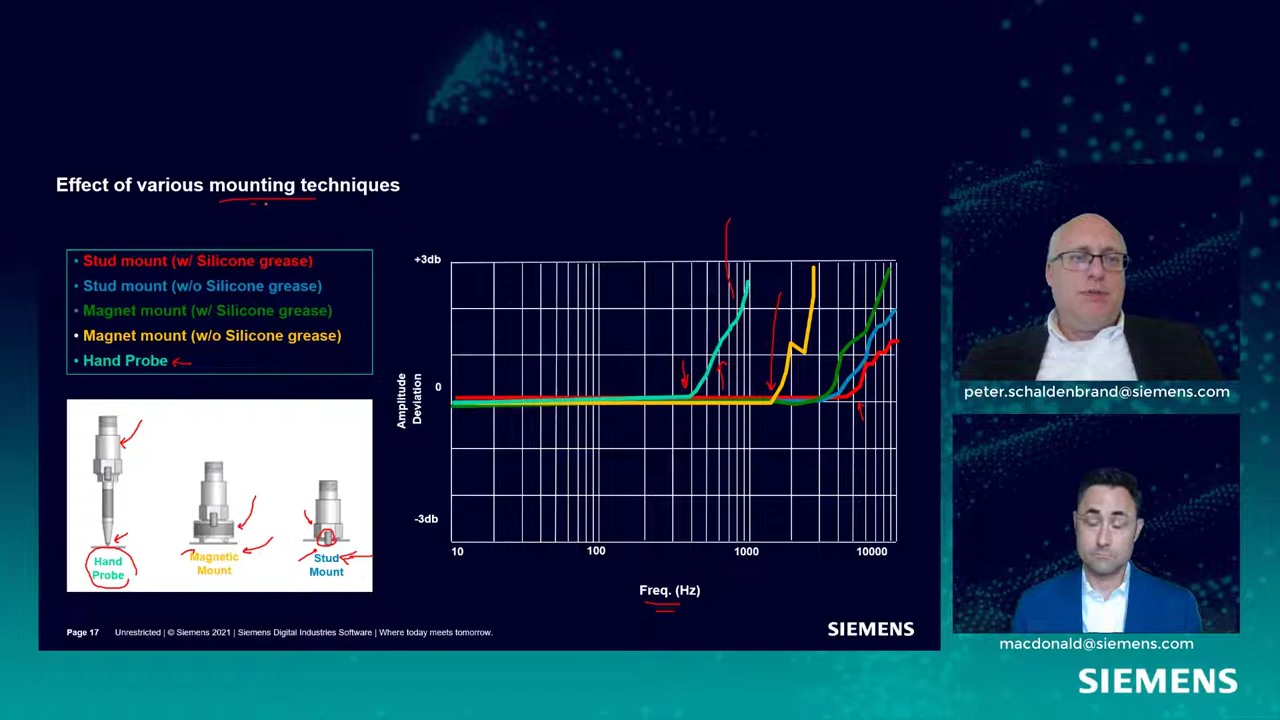 Effect of various mounting techniques
• Stud mount (w/ Silicone grease)
• Stud mount (w/o Silicone grease)
• Magnet mount (w/ Silicone grease)
• Magnet mount (w/o Silicone grease)
• Hand Probe
Hand
Probe
Magnetic
Mount
Stud
Mount
+3db
0
-3db
Amplitude
Deviation
10
100
1000
10000
Freq. (Hz)
Page 17 Unrestricted | © Siemens 2021 | Siemens Digital Industries Software | Where today meets tomorrow.
SIEMENS
peter.schaldenbrand@siemens.com
macdonald@siemens.com
SIEMENS